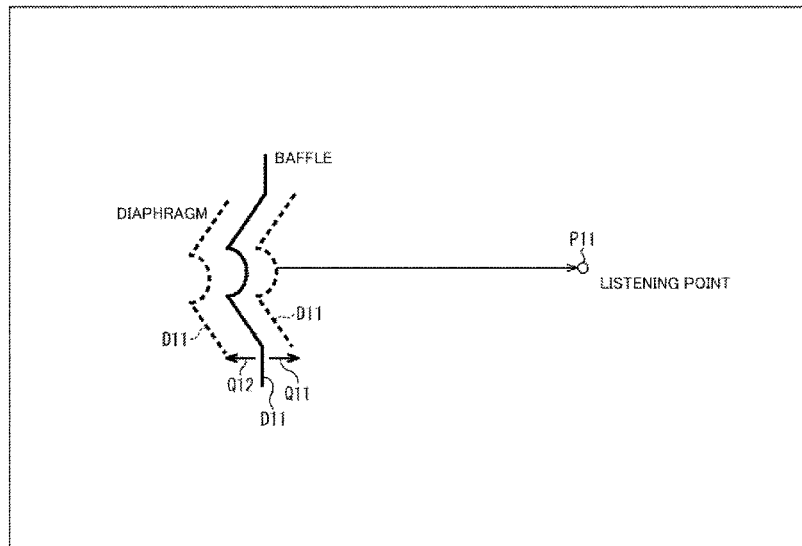 BAFFLE
DIAPHRAGM
P11
LISTENING POINT
D11
D11
Q12
Q11
D11